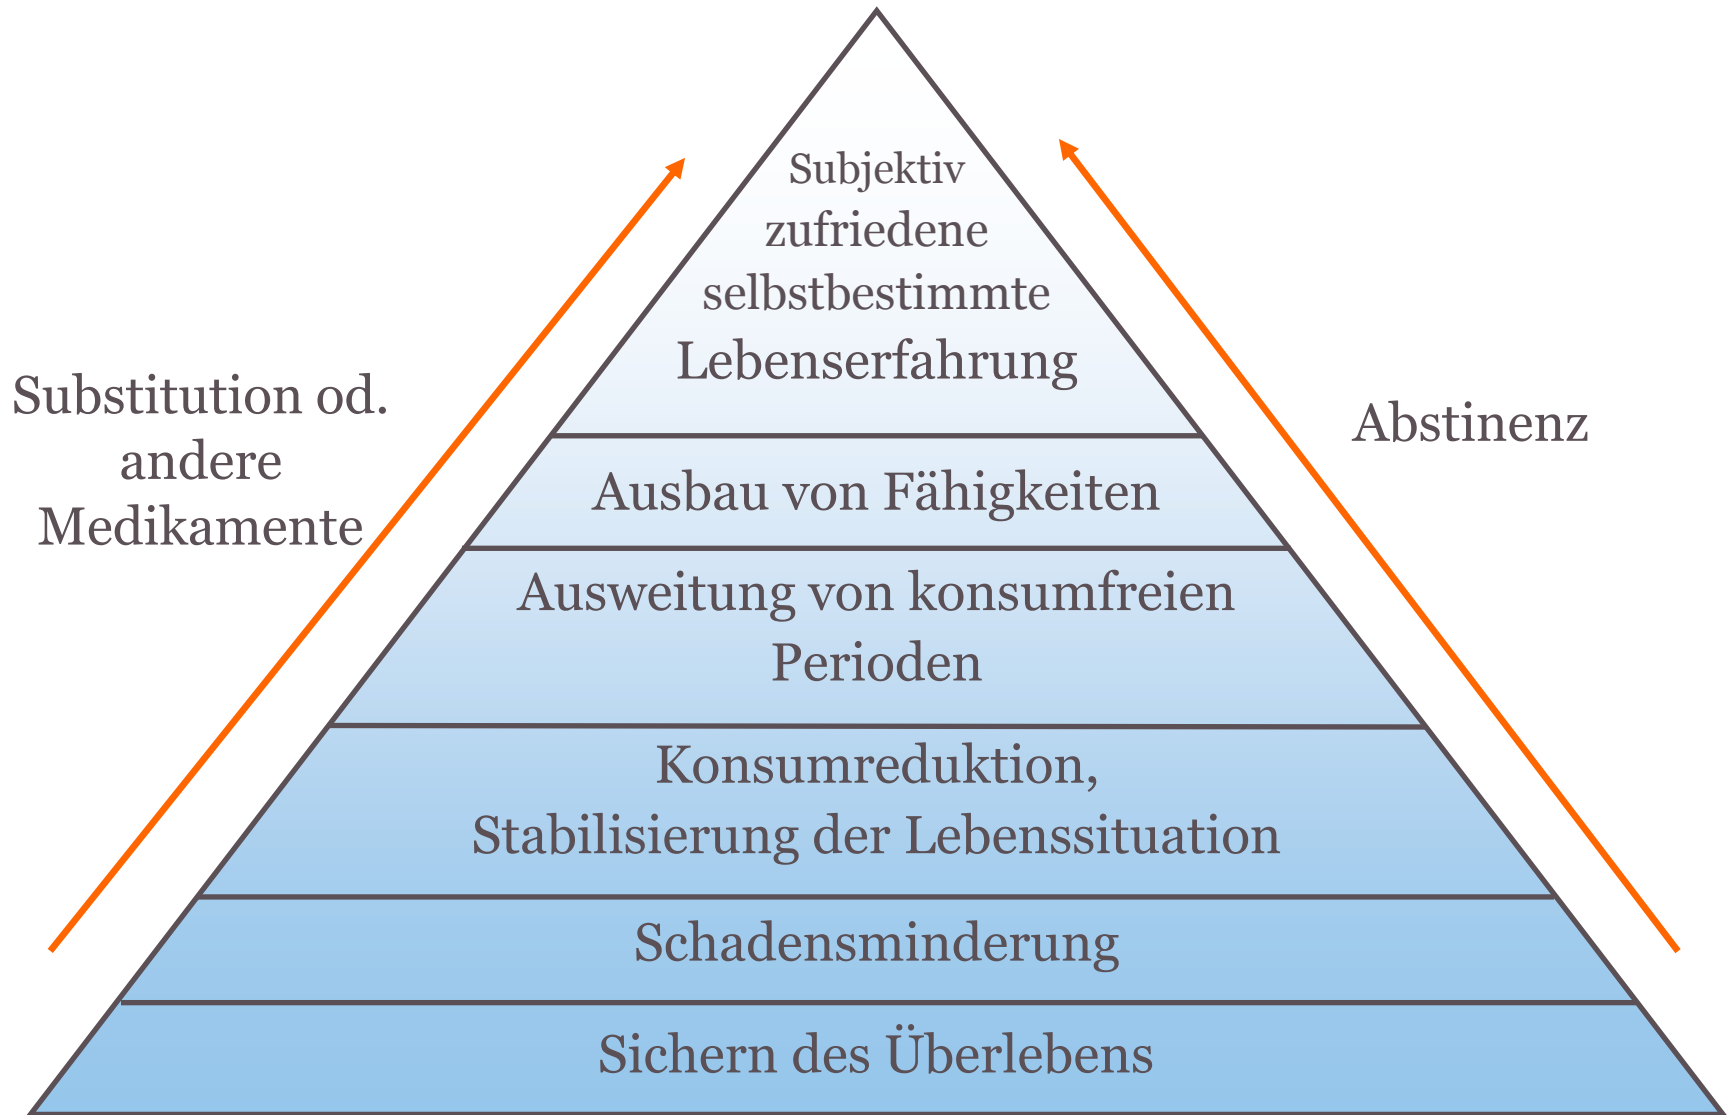 Subjektiv
zufriedene
selbstbestimmte
Lebenserfahrung
Substitution od.
andere
Medikamente
Abstinenz
Ausbau von Fähigkeiten
Ausweitung von konsumfreien
Perioden
Konsumreduktion,
Stabilisierung der Lebenssituation
Schadensminderung
Sichern des Überlebens